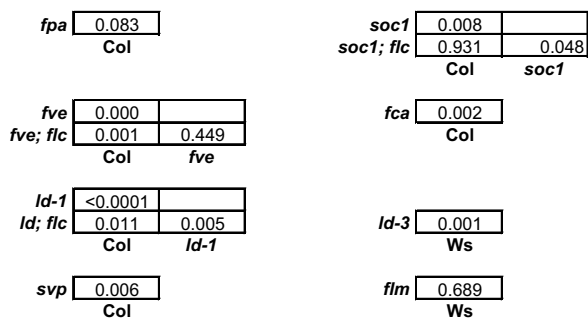 fpa 0.083
Col
soc1 0.008
soc1; flc 0.931 0.048
Col soc1
fve 0.000
fve; flc 0.001 0.449
Col fve
fca 0.002
Col
ld-1 <0.0001
ld; flc 0.011 0.005
Col ld-1
ld-3 0.001
Ws
svp 0.006
Col
flm 0.689
Ws